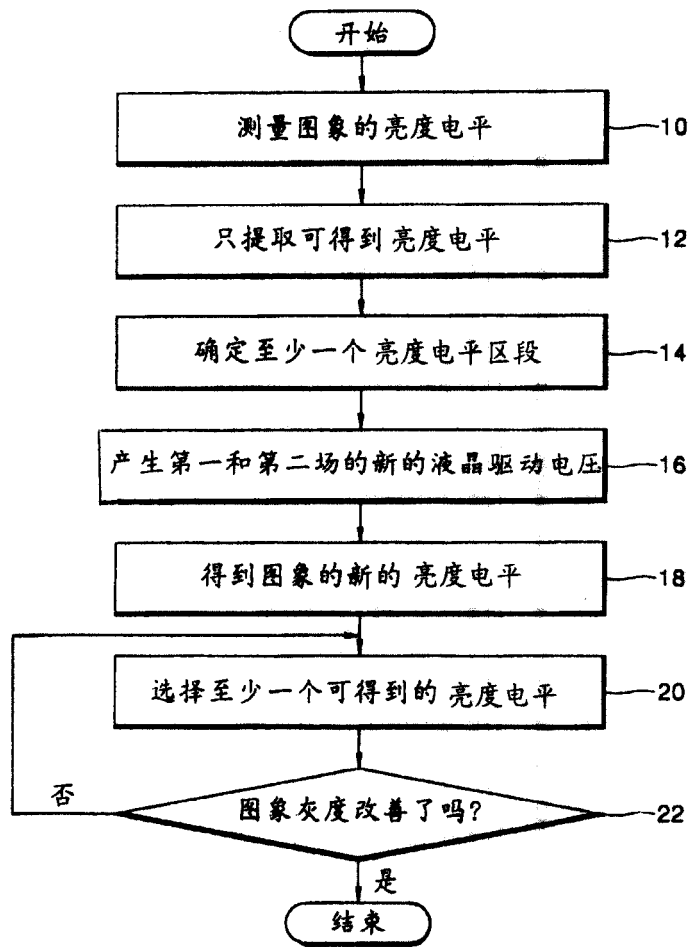 开始
测量图象的亮度电平
10
只提取可得到亮度电平
12
确定至少一个亮度电平区段
14
产生第一和第二场的新的液晶驱动电压
16
得到图象的新的亮度电平
18
选择至少一个可得到的亮度电平
20
图象灰度改善了吗?
22
否
是
结束